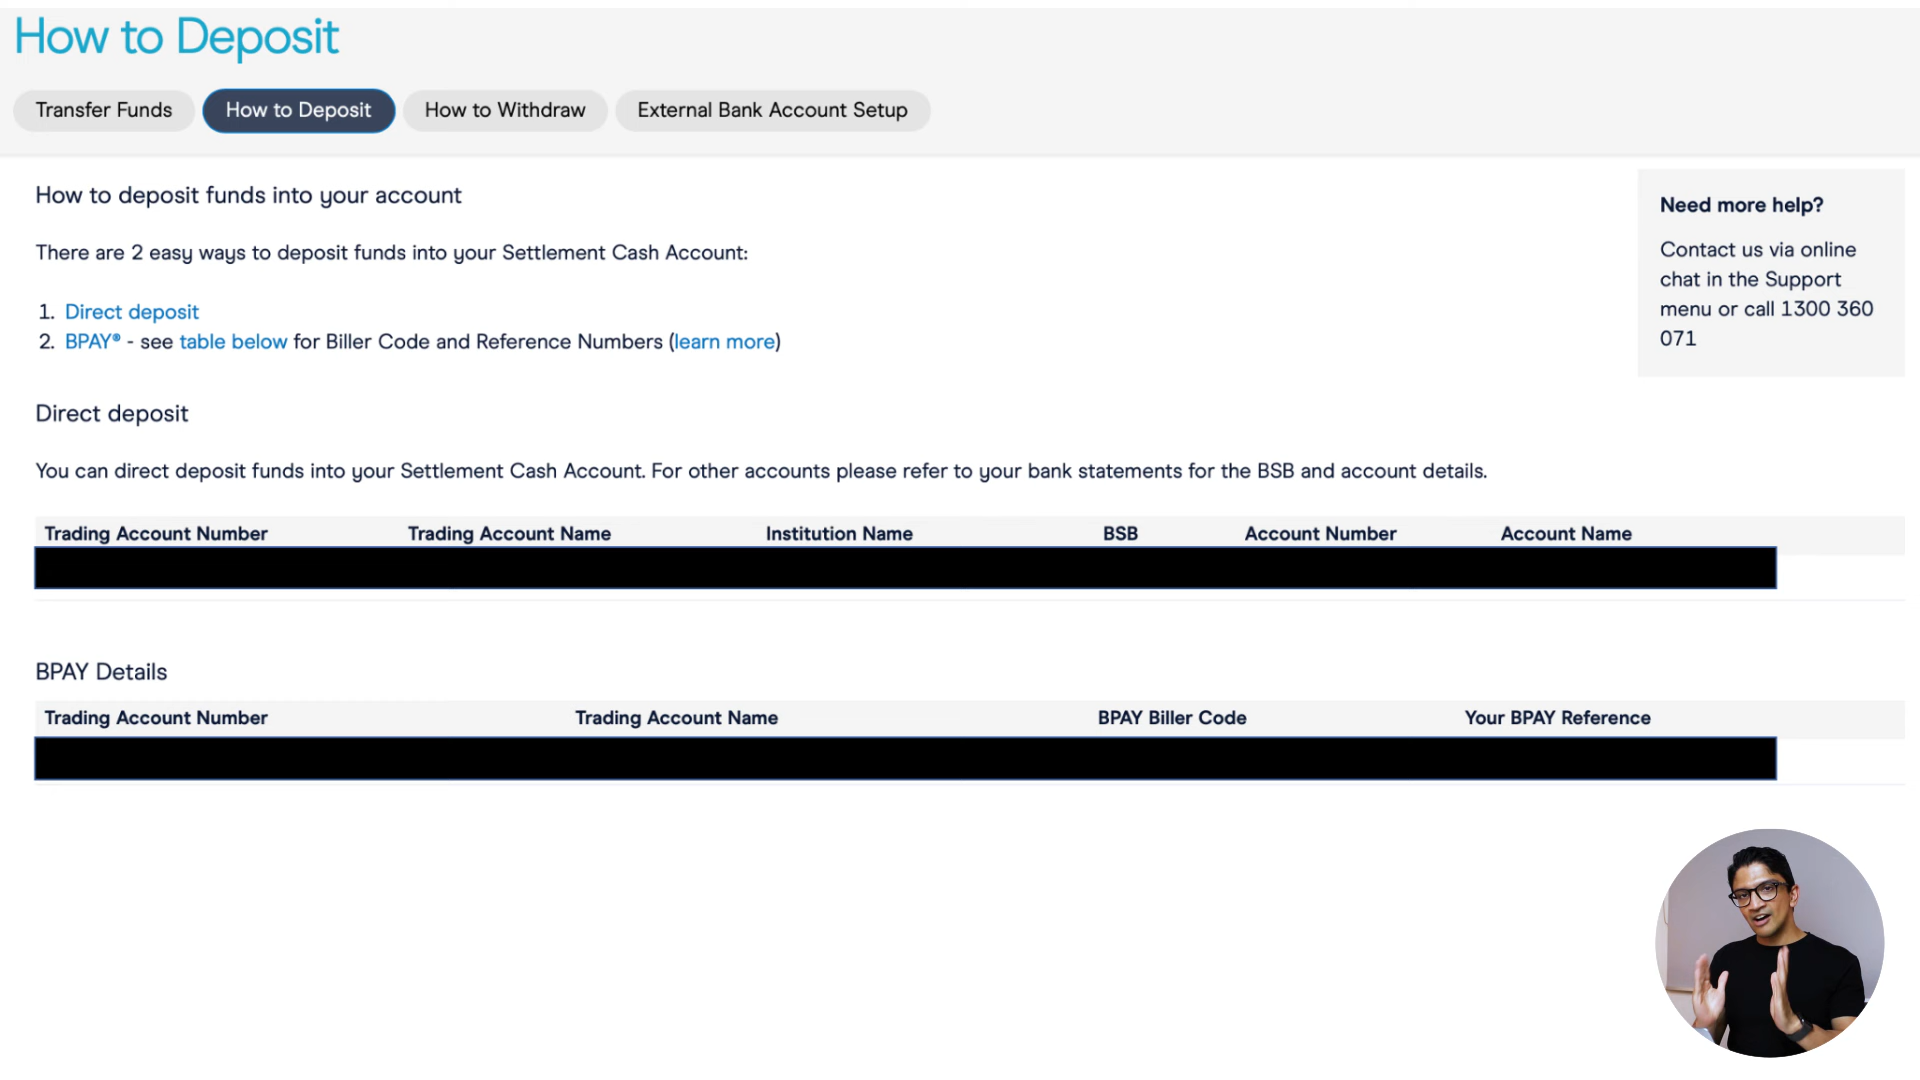 How to Deposit
Transfer Funds
How to Deposit
How to Withdraw
External Bank Account Setup
How to deposit funds into your account
There are 2 easy ways to deposit funds into your Settlement Cash Account:
1. Direct deposit
2. BPAY® - see table below for Biller Code and Reference Numbers (learn more)
Need more help?
Contact us via online
chat in the Support
menu or call 1300 360
071
Direct deposit
You can direct deposit funds into your Settlement Cash Account. For other accounts please refer to your bank statements for the BSB and account details.
Trading Account Number Trading Account Name Institution Name BSB Account Number Account Name
BPAY Details
Trading Account Number Trading Account Name BPAY Biller Code Your BPAY Reference